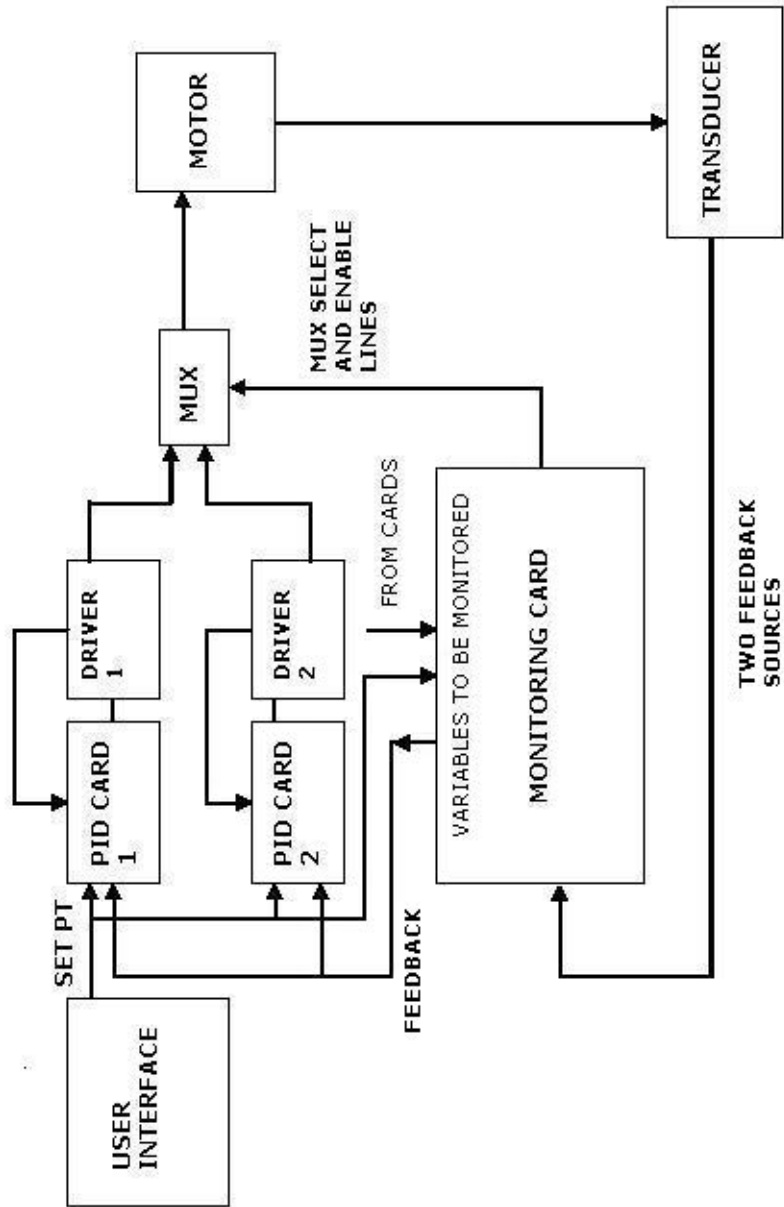 USER
INTERFACE
SET PT
PID CARD
1
DRIVER
1
PID CARD
2
DRIVER
2
MUX
MOTOR
FROM CARDS
MUX SELECT
AND ENABLE
LINES
FEEDBACK
VARIABLES TO BE MONITORED
MONITORING CARD
TRANSDUCER
TWO FEEDBACK
SOURCES